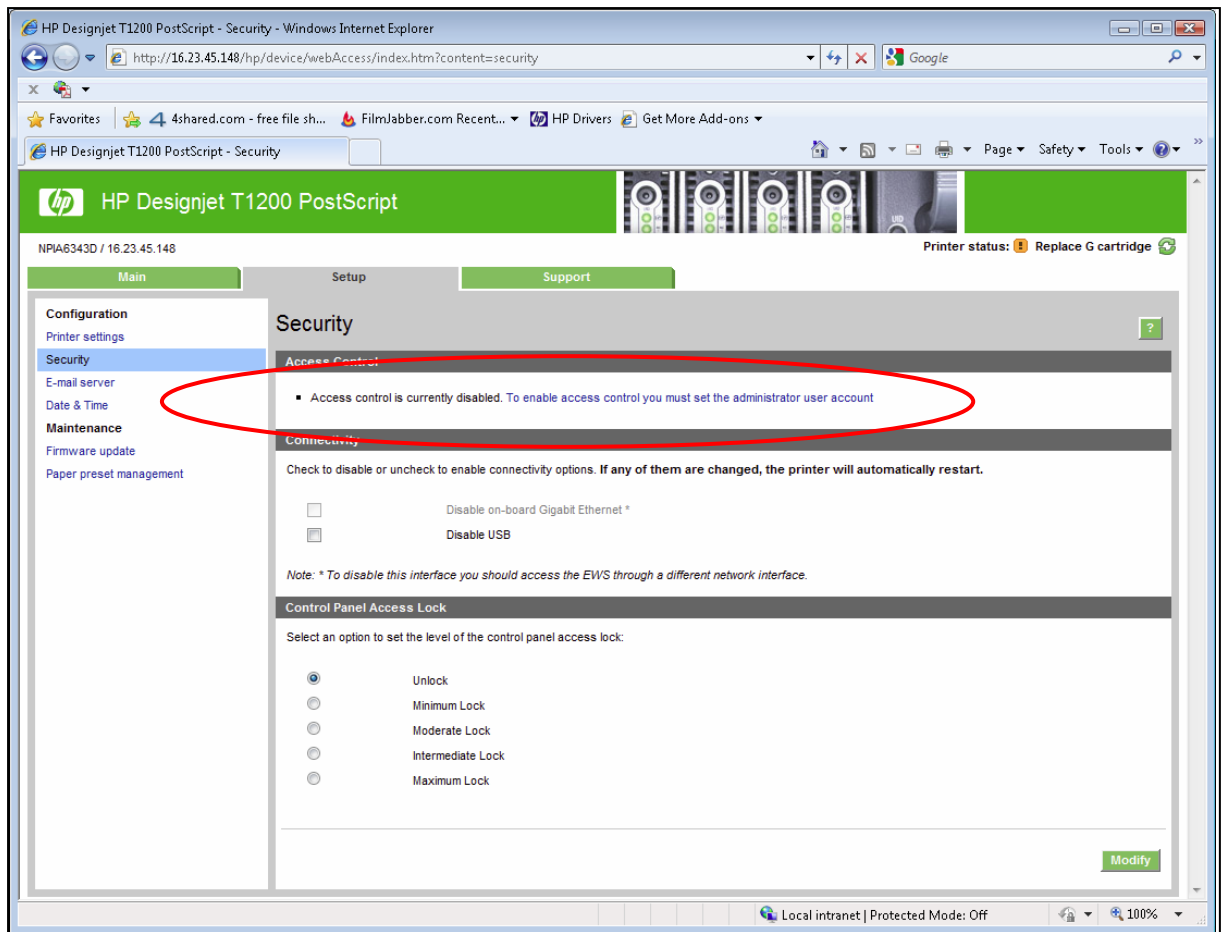 HP Designjet T1200 PostScript - Security - Windows Internet Explorer
http://16.23.45.148/hp/device/webAccess/index.htm?content=security
Google
x
Favorites 4shared.com - free file sh... FilmJabber.com Recent... HP Drivers Get More Add-ons
HP Designjet T1200 PostScript - Security
Page Safety Tools
hp HP Designjet T1200 PostScript
UID
NPIA6343D / 16.23.45.148
Printer status: Replace G cartridge
Main Setup Support
Configuration
Printer settings
Security
E-mail server
Date & Time
Maintenance
Firmware update
Paper preset management
Security
?
Access Control
Access control is currently disabled. To enable access control you must set the administrator user account
Connectivity
Check to disable or uncheck to enable connectivity options. If any of them are changed, the printer will automatically restart.
Disable on-board Gigabit Ethernet *
Disable USB
Note: * To disable this interface you should access the EWS through a different network interface.
Control Panel Access Lock
Select an option to set the level of the control panel access lock:
Unlock
Minimum Lock
Moderate Lock
Intermediate Lock
Maximum Lock
Modify
Local intranet | Protected Mode: Off
100%